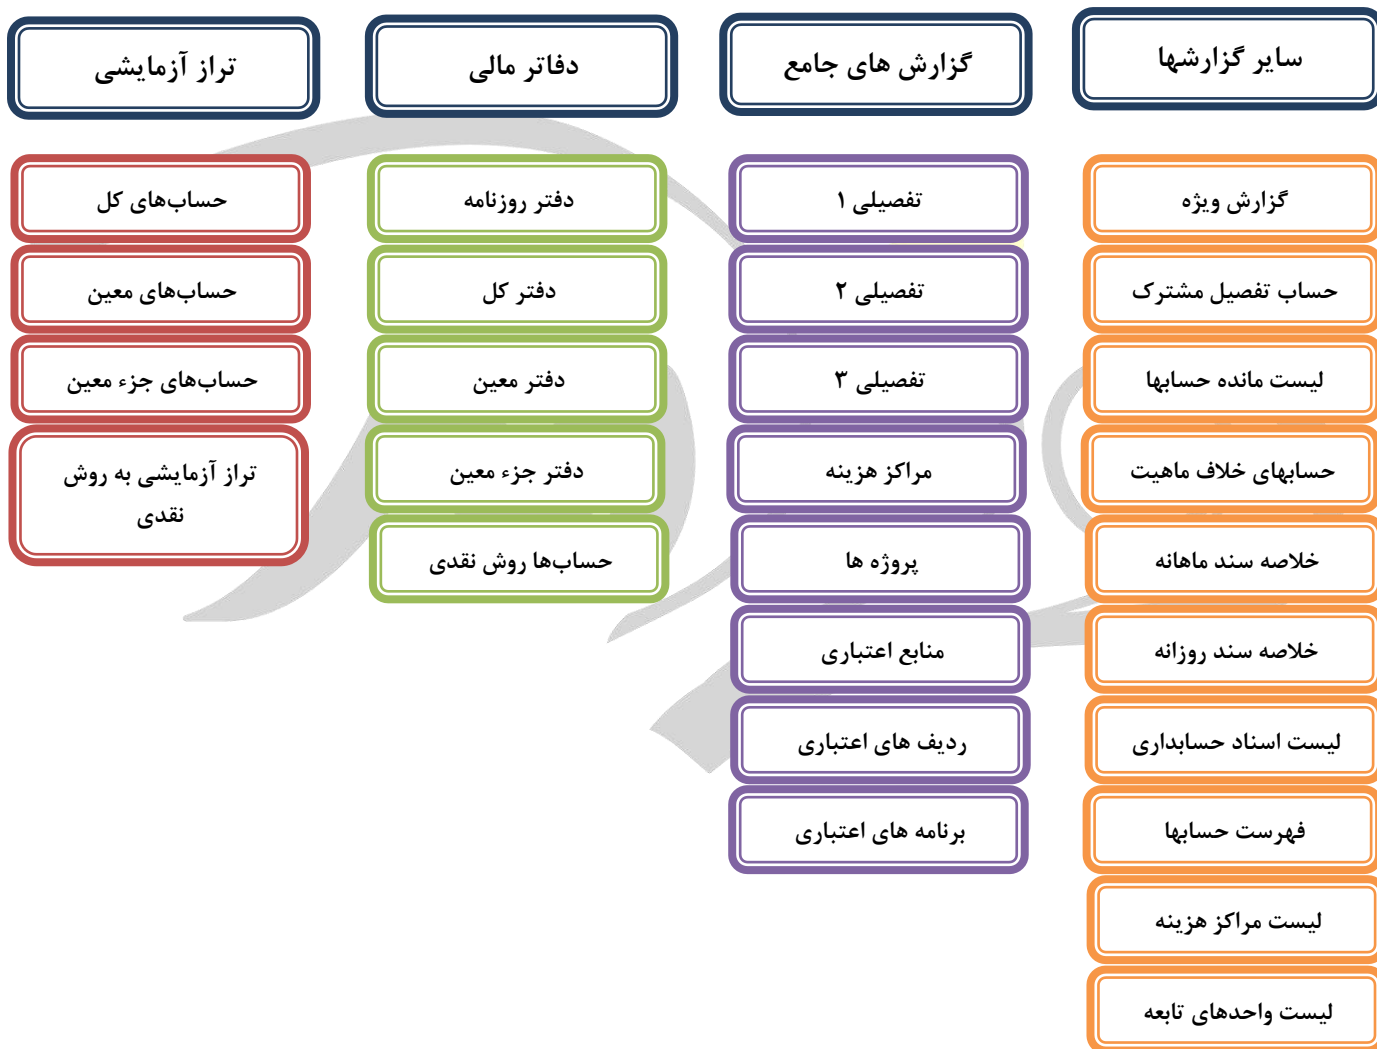 سایر گزارشها
گزارش ویژه
حساب تفصیل مشترک
لیست مانده حسابها
حسابهای خلاف ماهیت
خلاصه سند ماهانه
خلاصه سند روزانه
لیست اسناد حسابداری
فهرست حسابها
لیست مراکز هزینه
لیست واحدهای تابعه
گزارش های جامع
تفصیلی ۱
تفصیلی ۲
تفصیلی ۳
مراکز هزینه
پروژه ها
منابع اعتباری
ردیف های اعتباری
برنامه های اعتباری
دفاتر مالی
دفتر روزنامه
دفتر کل
دفتر معین
دفتر جزء معین
حساب‌ها روش نقدی
تراز آزمایشی
حساب‌های کل
حساب‌های معین
حساب‌های جزء معین
تراز آزمایشی به روش
نقدی